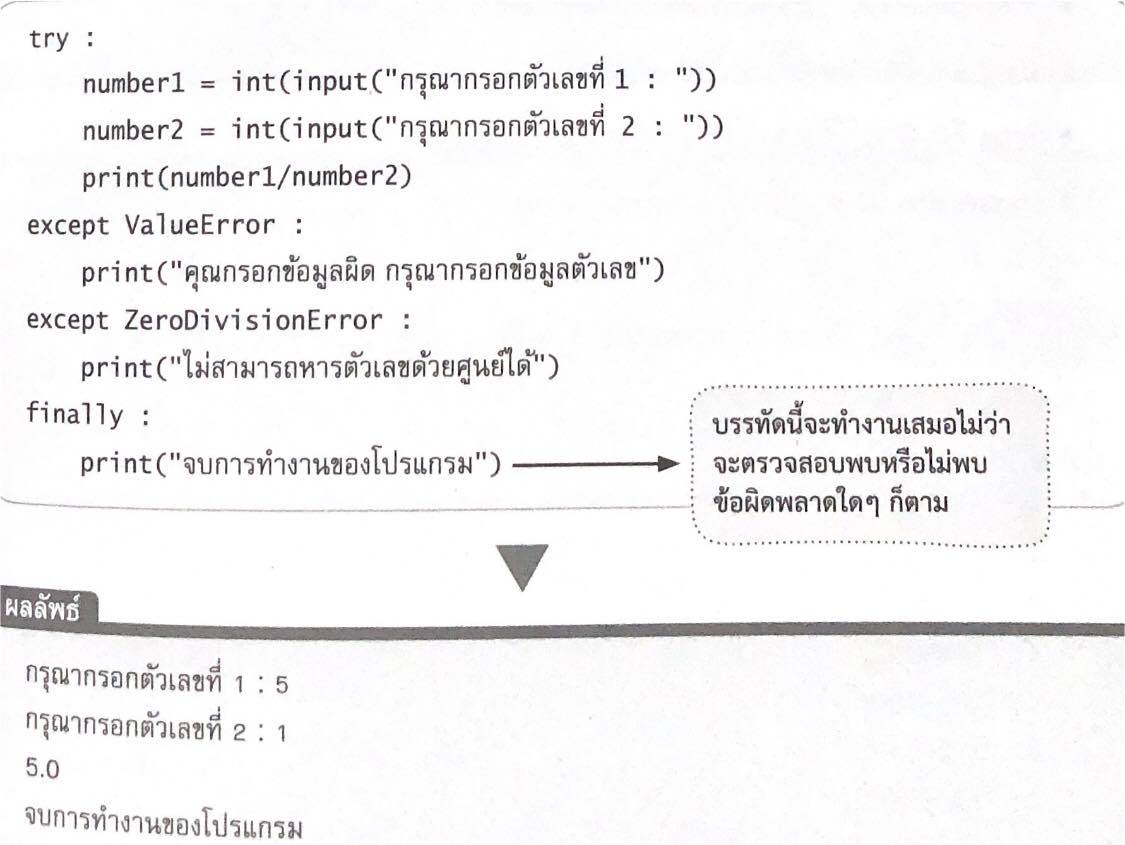 try :
    number1 = int(input("กรุณากรอกตัวเลขที่ 1 : "))
    number2 = int(input("กรุณากรอกตัวเลขที่ 2 : "))
    print(number1/number2)
except ValueError :
    print("คุณกรอกข้อมูลผิด กรุณากรอกข้อมูลตัวเลข")
except ZeroDivisionError :
    print("ไม่สามารถหารตัวเลขด้วยศูนย์ได้")
finally :
    print("จบการทำงานของโปรแกรม")
บรรทัดนี้จะทำงานเสมอไม่ว่า
จะตรวจสอบพบหรือไม่พบ
ข้อผิดพลาดใดๆ ก็ตาม
ผลลัพธ์
กรุณากรอกตัวเลขที่ 1 : 5
กรุณากรอกตัวเลขที่ 2 : 1
5.0
จบการทำงานของโปรแกรม